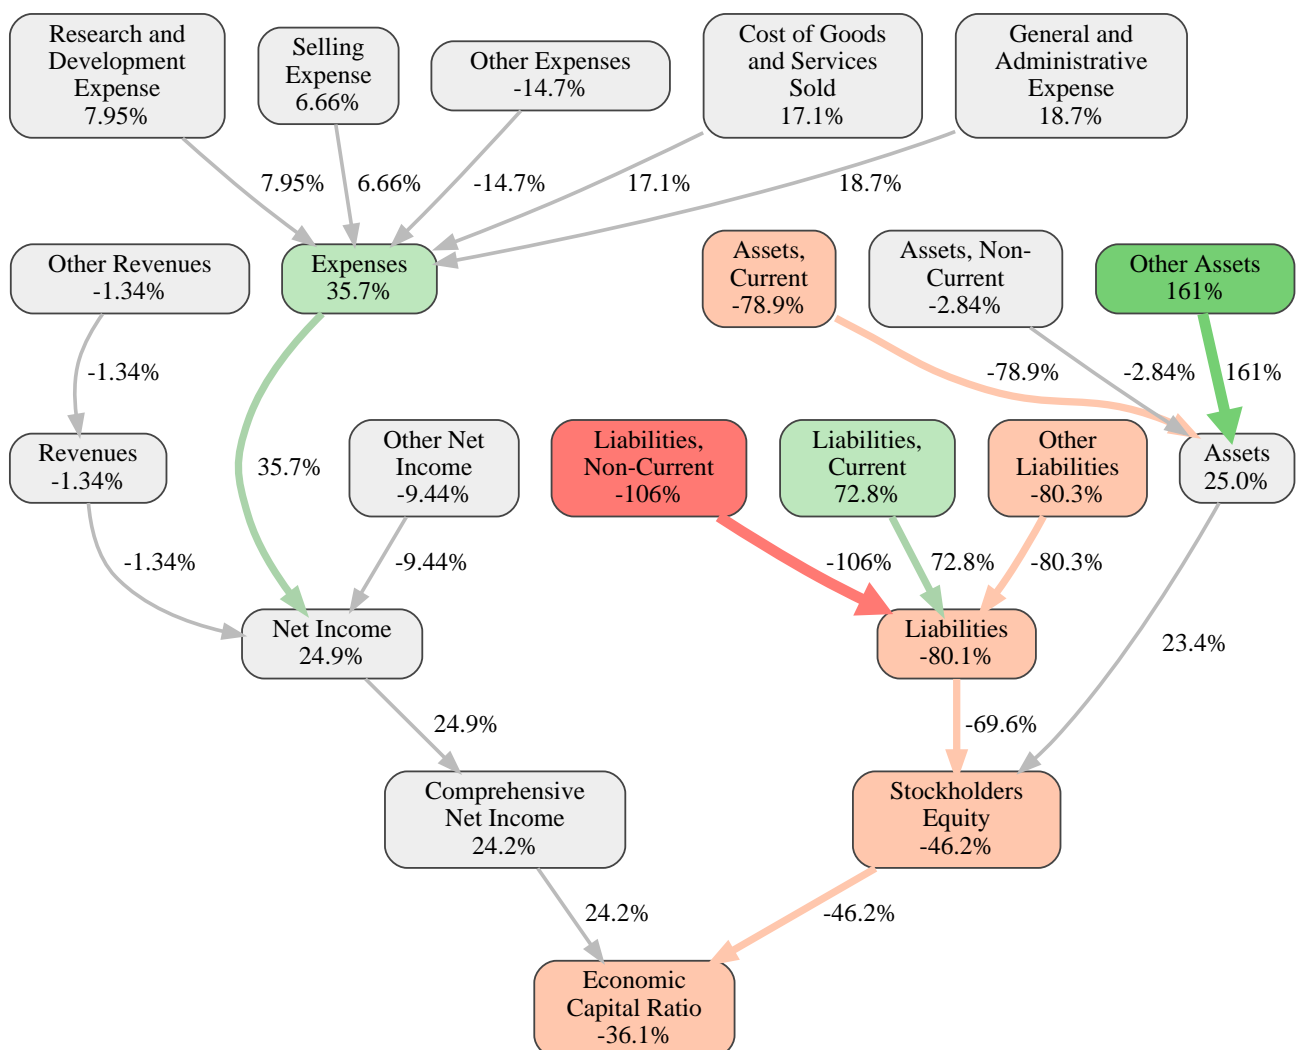 Research and
Development
Expense
7.95%
Selling
Expense
6.66%
Other Expenses
-14.7%
Cost of Goods
and Services
Sold
17.1%
General and
Administrative
Expense
18.7%
7.95%
6.66%
-14.7%
17.1%
18.7%
Other Revenues
-1.34%
Expenses
35.7%
Assets,
Current
-78.9%
Assets, Non-
Current
-2.84%
Other Assets
161%
-1.34%
-78.9%
-2.84%
161%
Revenues
-1.34%
35.7%
Other Net
Income
-9.44%
Liabilities,
Non-Current
-106%
Liabilities,
Current
72.8%
Other
Liabilities
-80.3%
Assets
25.0%
-1.34%
-9.44%
-106%
72.8%
-80.3%
Net Income
24.9%
Liabilities
-80.1%
23.4%
24.9%
-69.6%
Comprehensive
Net Income
24.2%
Stockholders
Equity
-46.2%
24.2%
-46.2%
Economic
Capital Ratio
-36.1%